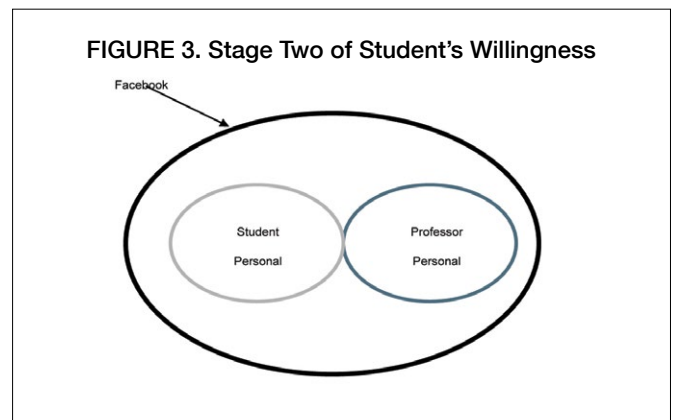 FIGURE 3. Stage Two of Student's Willingness
Facebook
Student
Personal
Professor
Personal